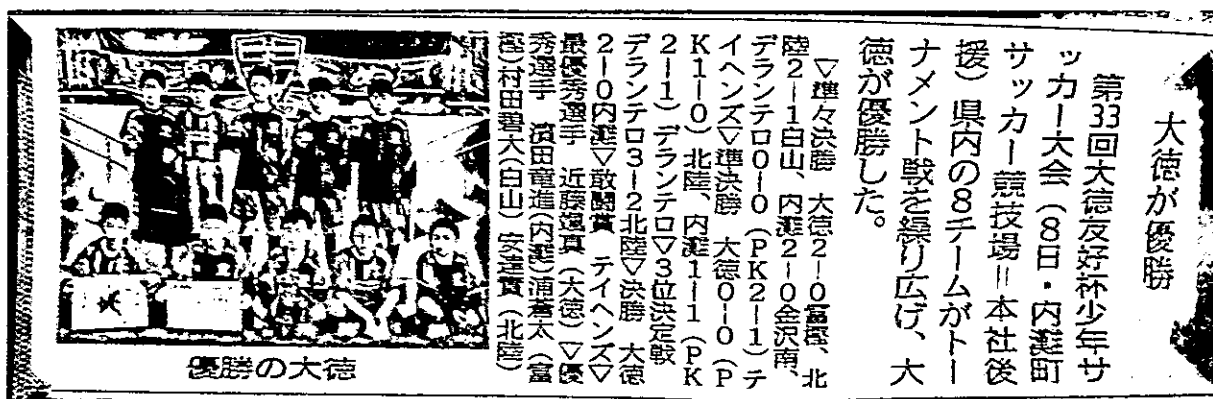 大徳が優勝
第33回大徳友好杯少年サ
ッカー大会（8日・内灘町
サッカー競技場＝本社後
援）県内の8チームがトー
ナメント戦を繰り広げ、大
徳が優勝した。
▽準々決勝　大徳2―0富樫、北
陸2―1白山、内灘2―0金沢南、
デランテロ0―0（PK2―1）テ
イヘンズ▽準決勝　大徳0―0（P
K1―0）北陸、内灘1―1（PK
2―1）デランテロ▽3位決定戦
デランテロ3―2北陸▽決勝　大徳
2―0内灘▽敢闘賞　テイヘンズ▽
最優秀選手　近藤颯真（大徳）▽優
秀選手　濱田竜進（内灘）浦蒼太（富
樫）村田碧大（白山）安達貫（北陸）
優勝の大徳